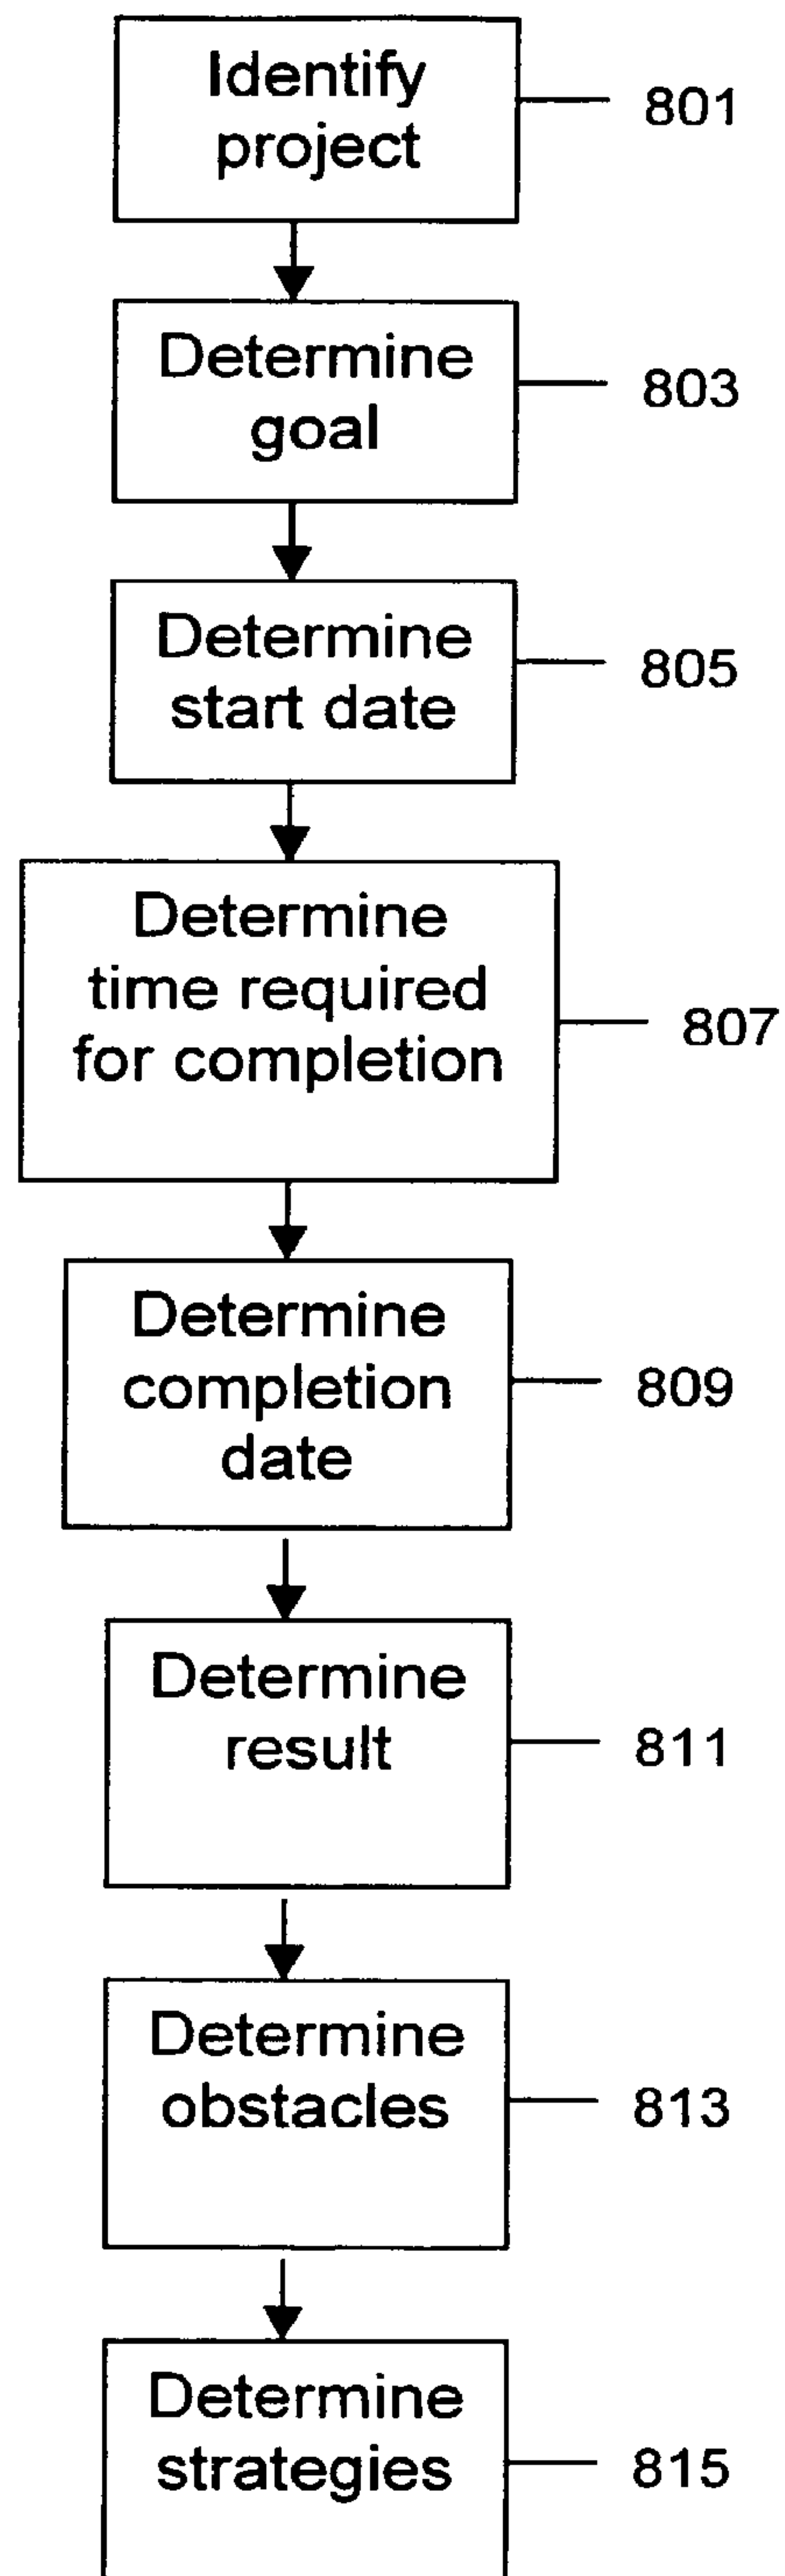 Identify
project
801
Determine
goal
803
Determine
start date
805
Determine
time required
for completion
807
Determine
completion
date
809
Determine
result
811
Determine
obstacles
813
Determine
strategies
815